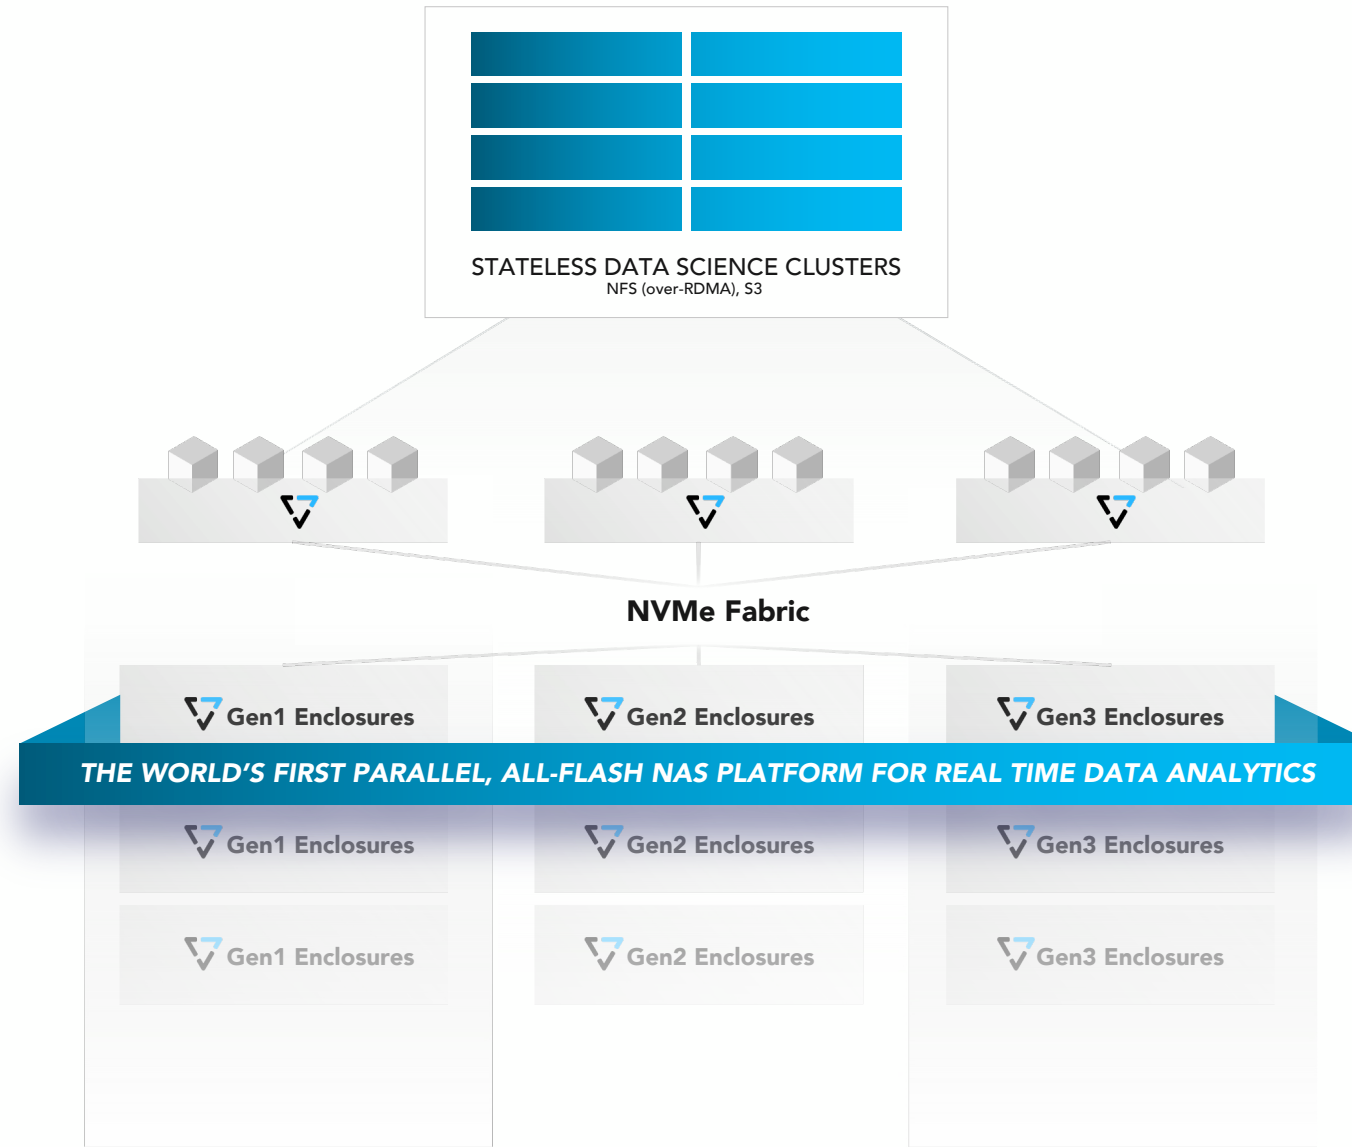 STATELESS DATA SCIENCE CLUSTERS
NFS (over-RDMA), S3
NVMe Fabric
Gen1 Enclosures
Gen2 Enclosures
Gen3 Enclosures
THE WORLD'S FIRST PARALLEL, ALL-FLASH NAS PLATFORM FOR REAL TIME DATA ANALYTICS
Gen1 Enclosures
Gen2 Enclosures
Gen3 Enclosures
Gen1 Enclosures
Gen2 Enclosures
Gen3 Enclosures